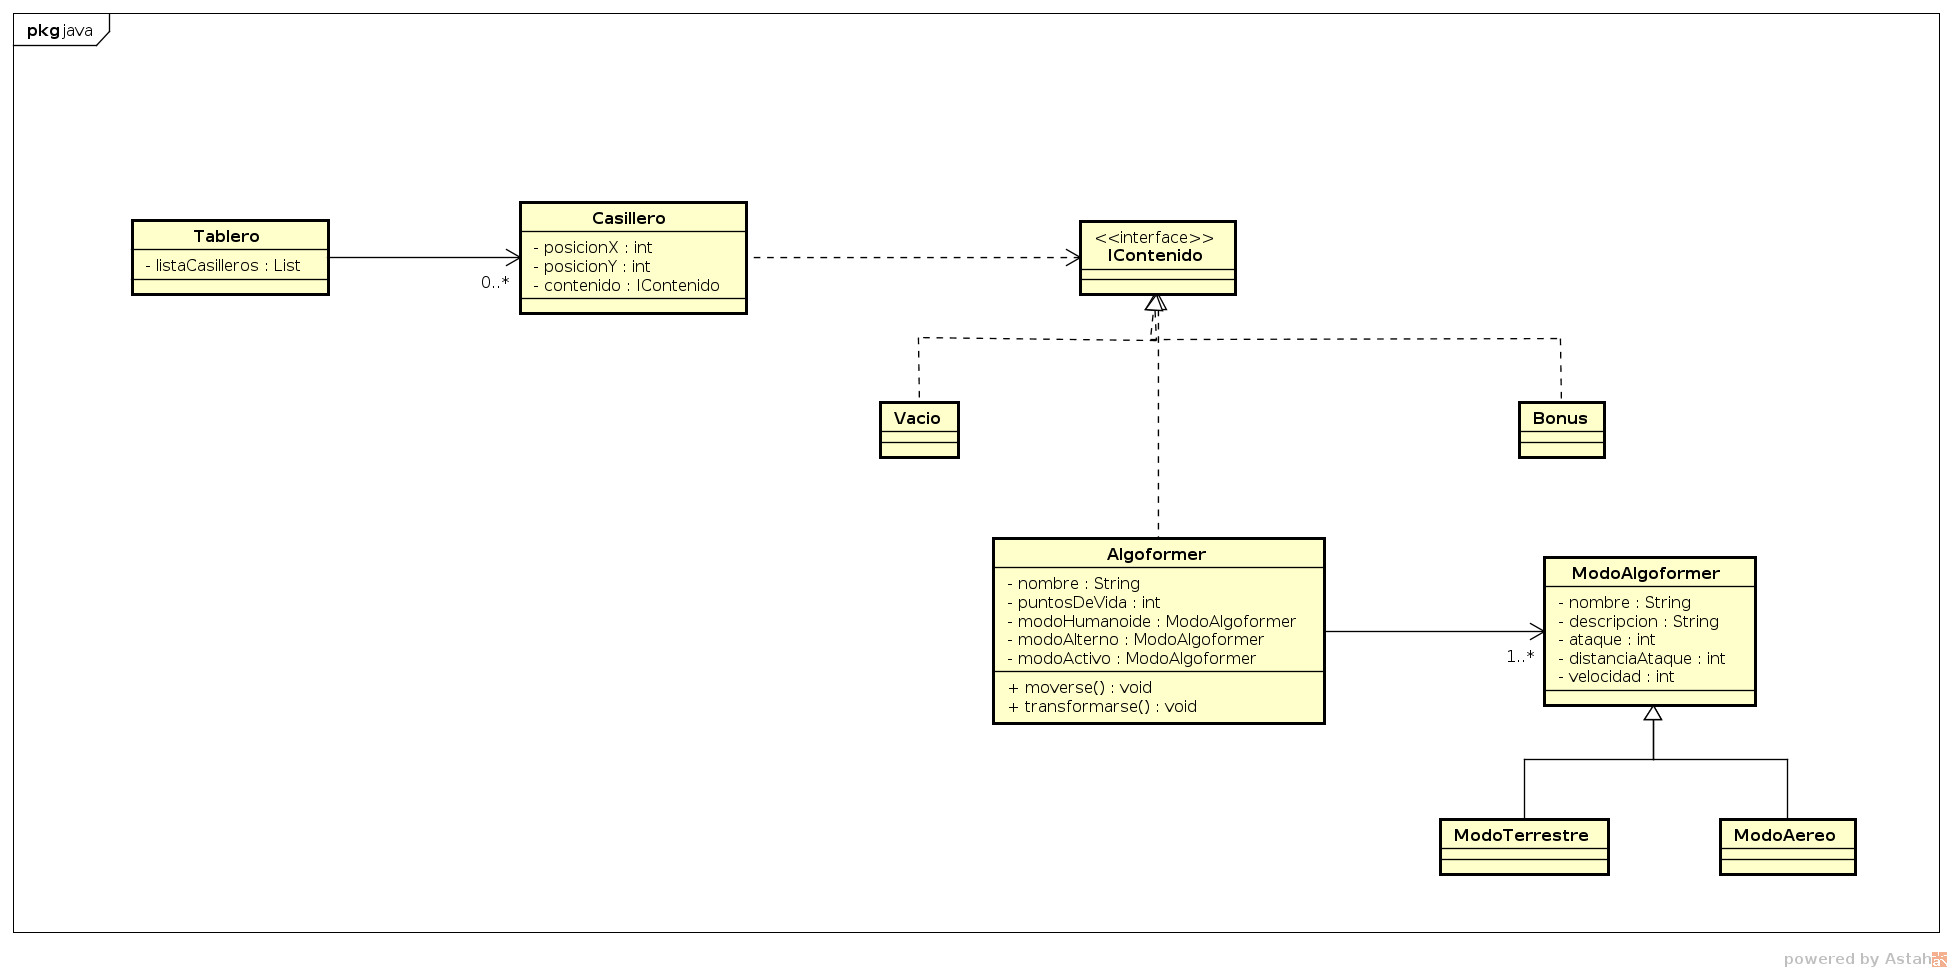 pkg java
Tablero
- listaCasilleros : List
0..*
Casillero
- posicionX : int
- posicionY : int
- contenido : IContenido
<<interface>>
IContenido
Vacio
Bonus
Algoformer
- nombre : String
- puntosDeVida : int
- modoHumanoide : ModoAlgoformer
- modoAlterno : ModoAlgoformer
- modoActivo : ModoAlgoformer
+ moverse() : void
+ transformarse() : void
1..*
ModoAlgoformer
- nombre : String
- descripcion : String
- ataque : int
- distanciaAtaque : int
- velocidad : int
ModoTerrestre
ModoAereo
powered by Astah